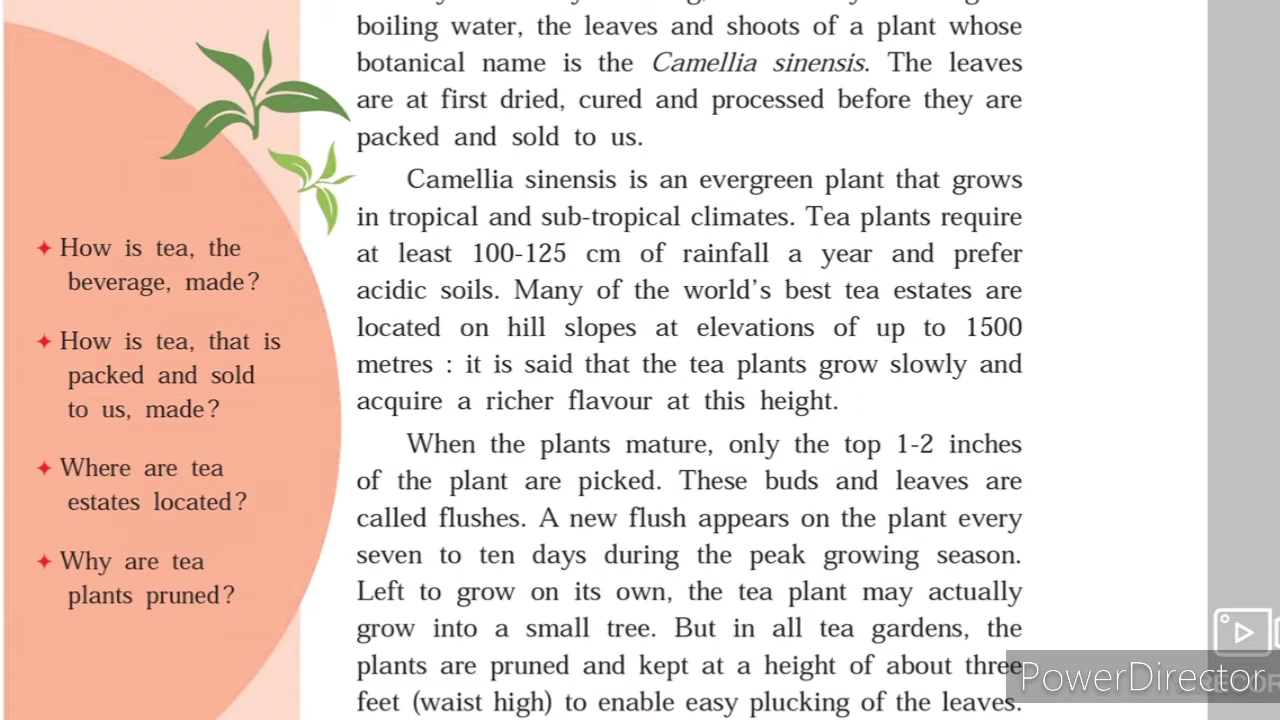 boiling water, the leaves and shoots of a plant whose
botanical name is the Camellia sinensis. The leaves
are at first dried, cured and processed before they are
packed and sold to us.
Camellia sinensis is an evergreen plant that grows
in tropical and sub-tropical climates. Tea plants require
at least 100-125 cm of rainfall a year and prefer
acidic soils. Many of the world's best tea estates are
located on hill slopes at elevations of up to 1500
metres : it is said that the tea plants grow slowly and
acquire a richer flavour at this height.
When the plants mature, only the top 1-2 inches
of the plant are picked. These buds and leaves are
called flushes. A new flush appears on the plant every
seven to ten days during the peak growing season.
Left to grow on its own, the tea plant may actually
grow into a small tree. But in all tea gardens, the
plants are pruned and kept at a height of about three
feet (waist high) to enable easy plucking of the leaves.
How is tea, the
beverage, made?
How is tea, that is
packed and sold
to us, made?
Where are tea
estates located?
Why are tea
plants pruned?
PowerDirector